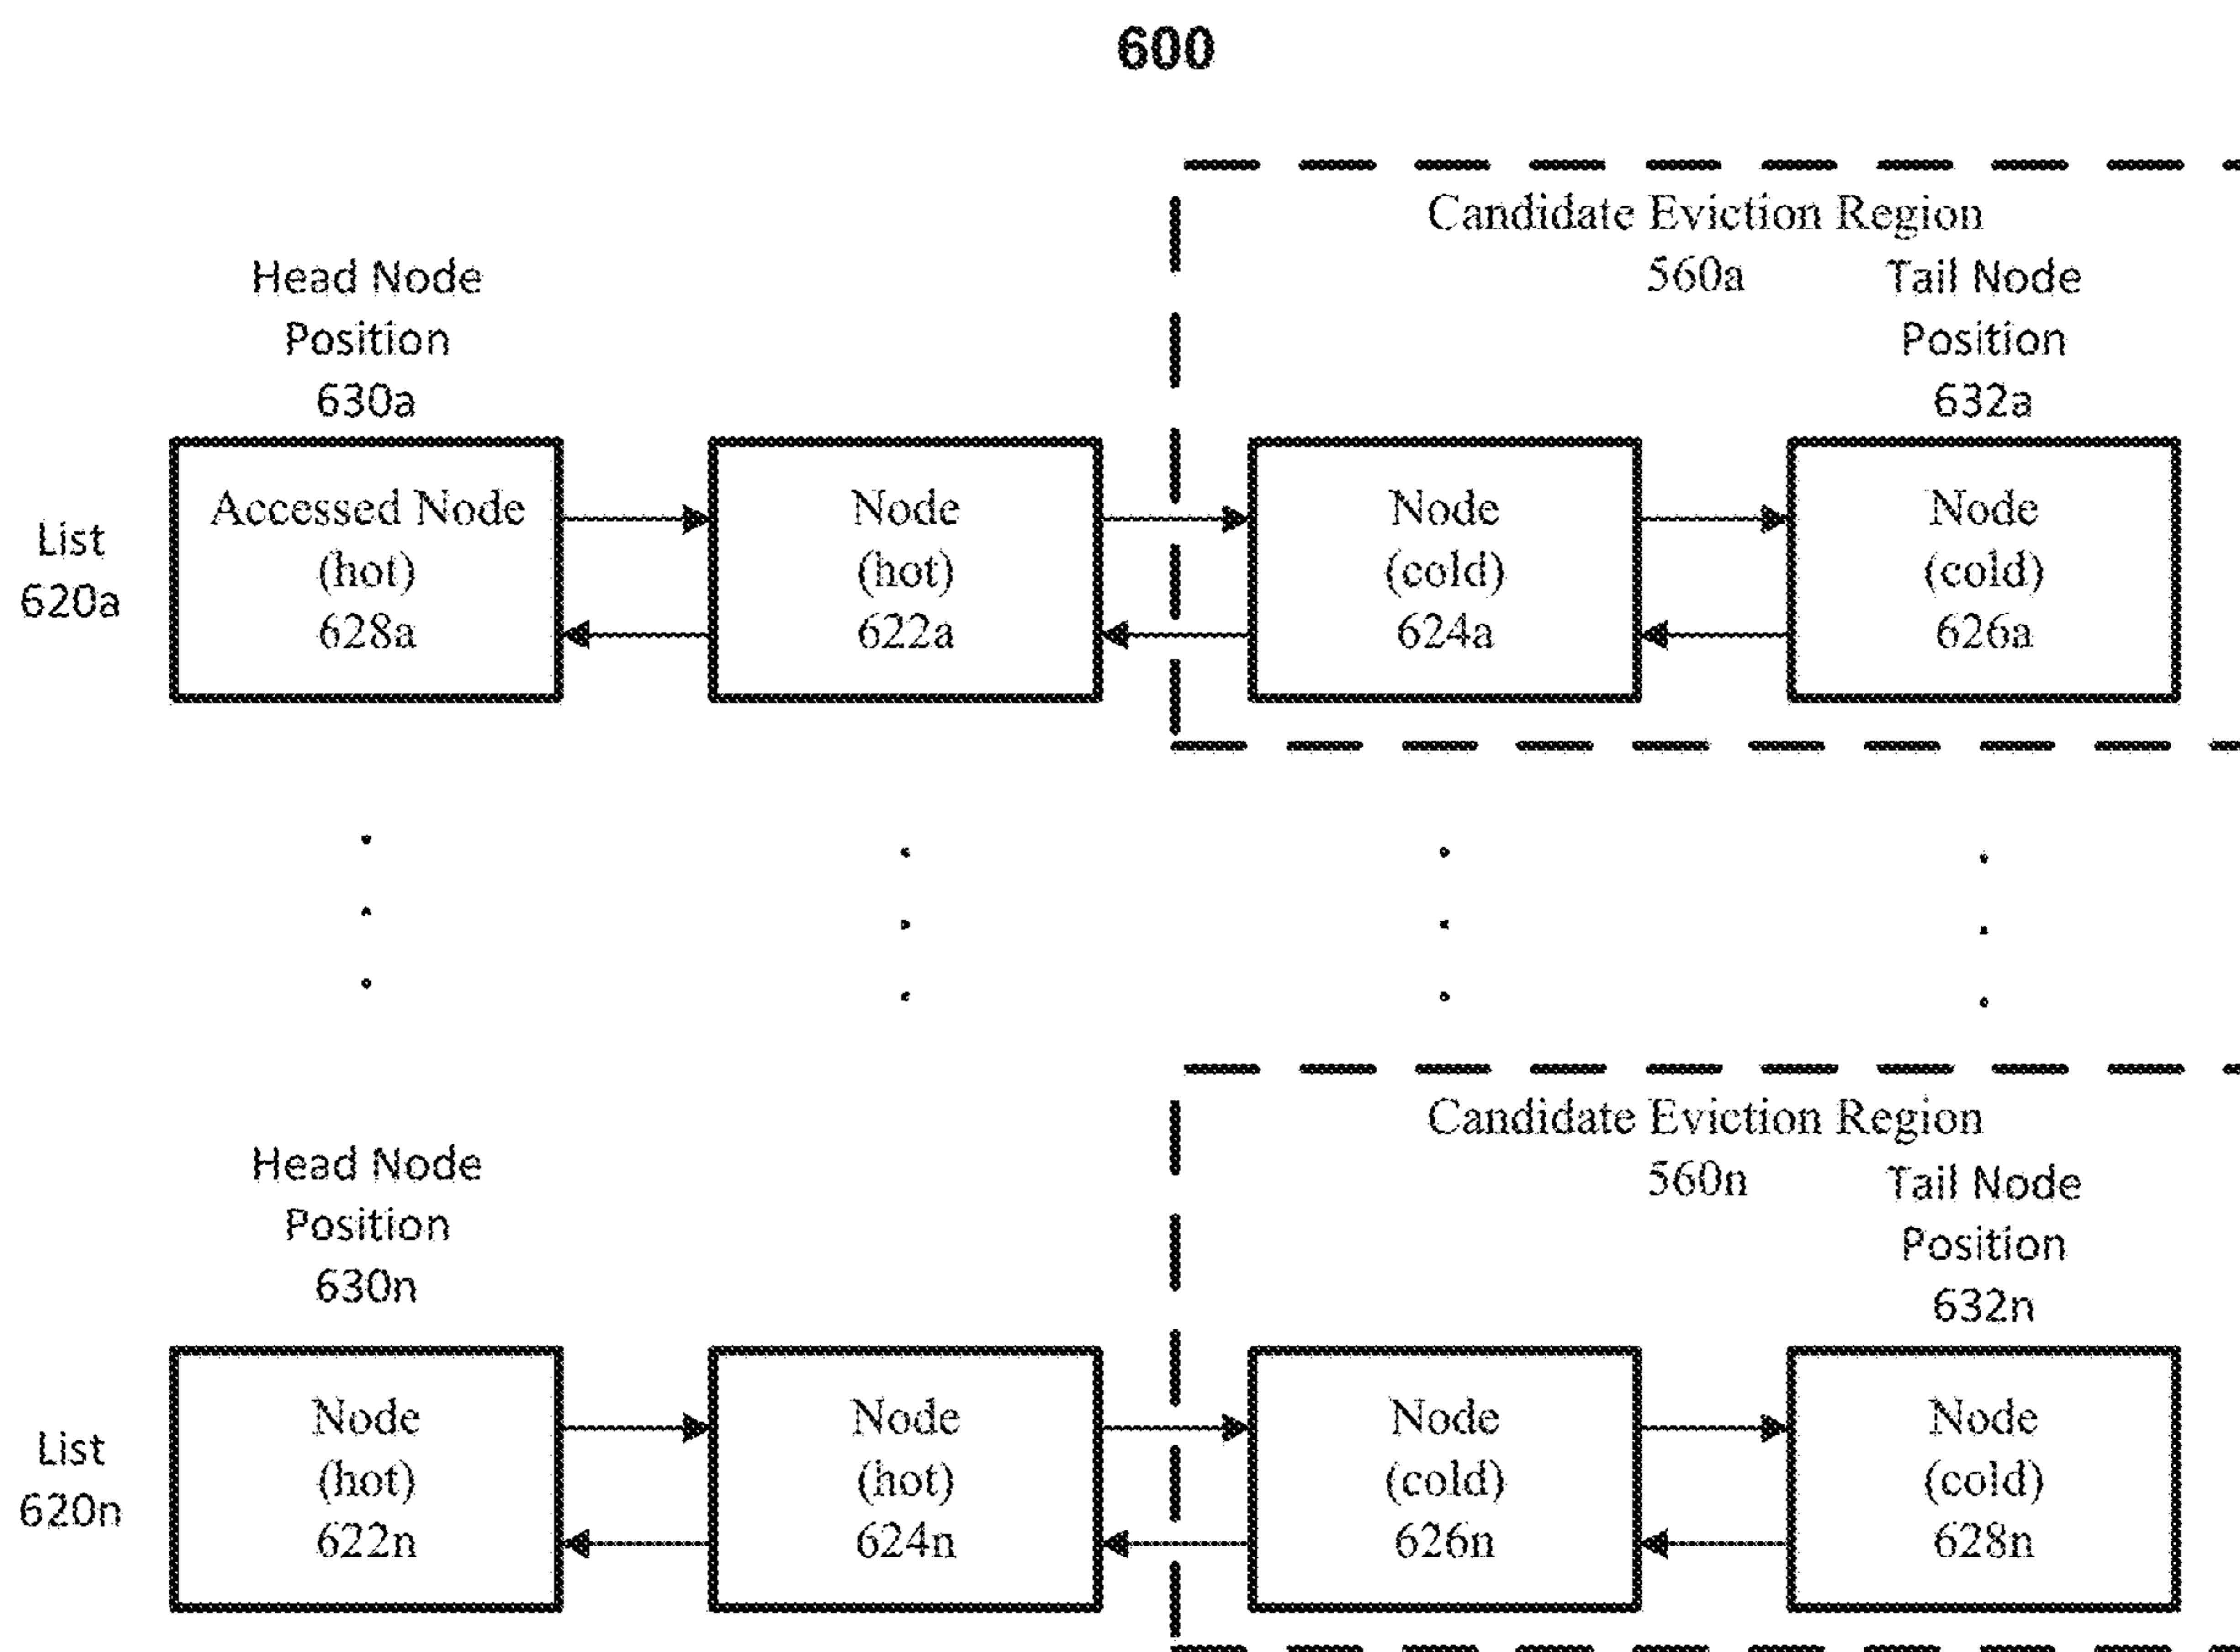 600
Candidate Eviction Region
560a
Head Node
Position
630a
Tail Node
Position
632a
List
620a
Accessed Node
(hot)
628a
Node
(hot)
622a
Node
(cold)
624a
Node
(cold)
626a
Candidate Eviction Region
560n
Head Node
Position
630n
Tail Node
Position
632n
List
620n
Node
(hot)
622n
Node
(hot)
624n
Node
(cold)
626n
Node
(cold)
628n